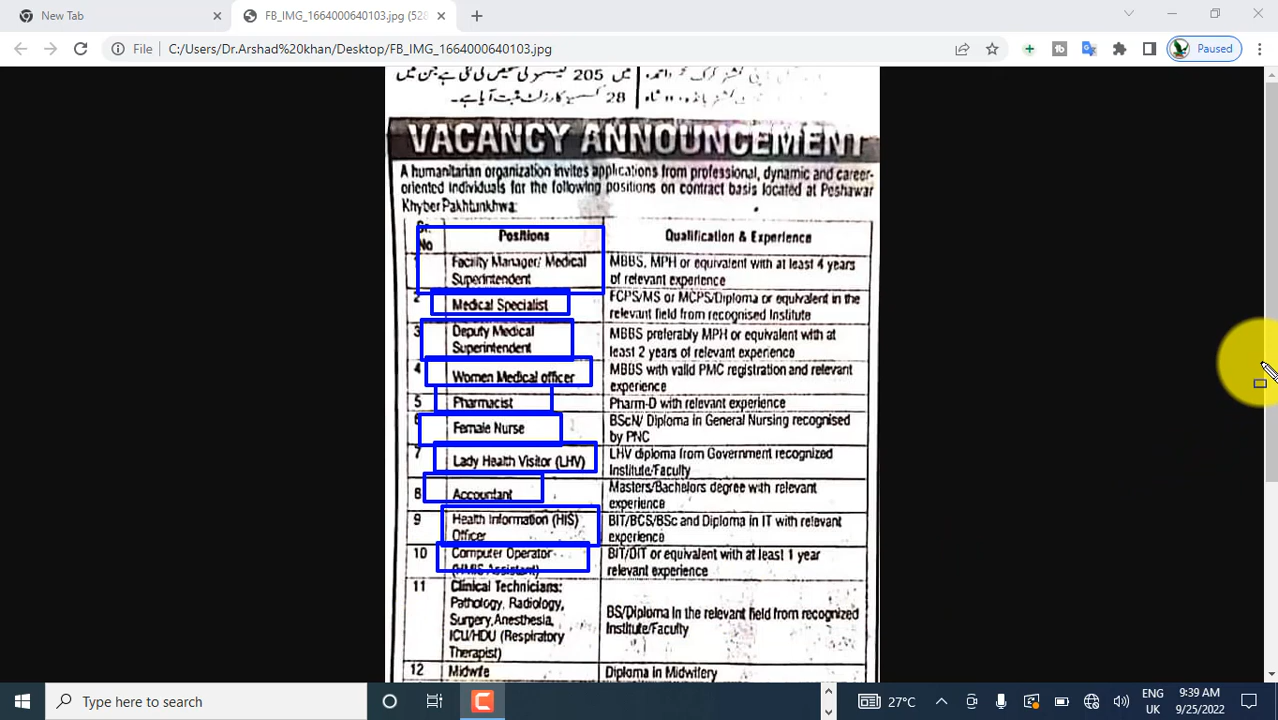 New Tab
FB_IMG_1664000640103.jpg (528
File
C:/Users/Dr.Arshad%20khan/Desktop/FB_IMG_1664000640103.jpg
Paused
میں 205
28
VACANCY ANNOUNCEMENT
A humanitarian organization invites applications from professional, dynamic and career-
oriented individuals for the following positions on contract basis located at Peshawar
Khyber Pakhtunkhwa:
Sr. No Positions Qualification & Experience
1 Facility Manager/ Medical Superintendent MBBS, MPH or equivalent with at least 4 years of relevant experience
2 Medical Specialist FCPS/MS or MCPS/Diploma or equivalent in the relevant field from recognised Institute
3 Deputy Medical Superintendent MBBS preferably MPH or equivalent with at least 2 years of relevant experience
4 Women Medical officer MBBS with valid PMC registration and relevant experience
5 Pharmacist Pharm-D with relevant experience
6 Female Nurse BScN/ Diploma in General Nursing recognised by PNC
7 Lady Health Visitor (LHV) LHV diploma from Government recognized Institute/Faculty
8 Accountant Masters/Bachelors degree with relevant experience
9 Health Information (HIS) Officer BIT/BCS/BSc and Diploma in IT with relevant experience
10 Computer Operator (HMIS Assistant) BIT/DIT or equivalent with at least 1 year relevant experience
11 Clinical Technicians: Pathology, Radiology, Surgery,Anesthesia, ICU/HDU (Respiratory Therapist) BS/Diploma in the relevant field from recognized Institute/Faculty
12 Midwfe Diploma in Midwifery
Type here to search
27°C
ENG
UK
9:39 AM
9/25/2022